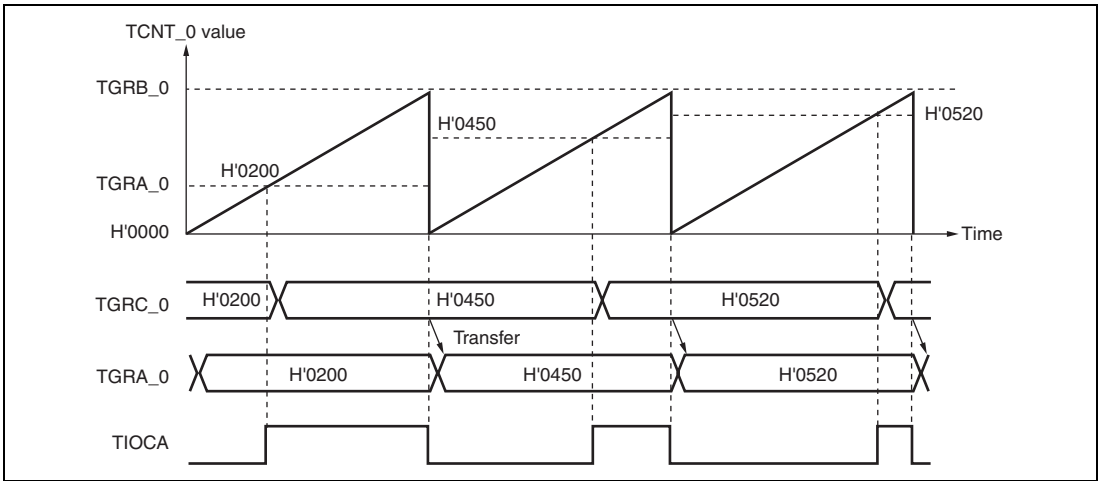 TCNT_0 value
TGRB_0
H'0450
H'0520
H'0200
TGRA_0
H'0000
Time
TGRC_0
H'0200
H'0450
H'0520
Transfer
TGRA_0
H'0200
H'0450
H'0520
TIOCA